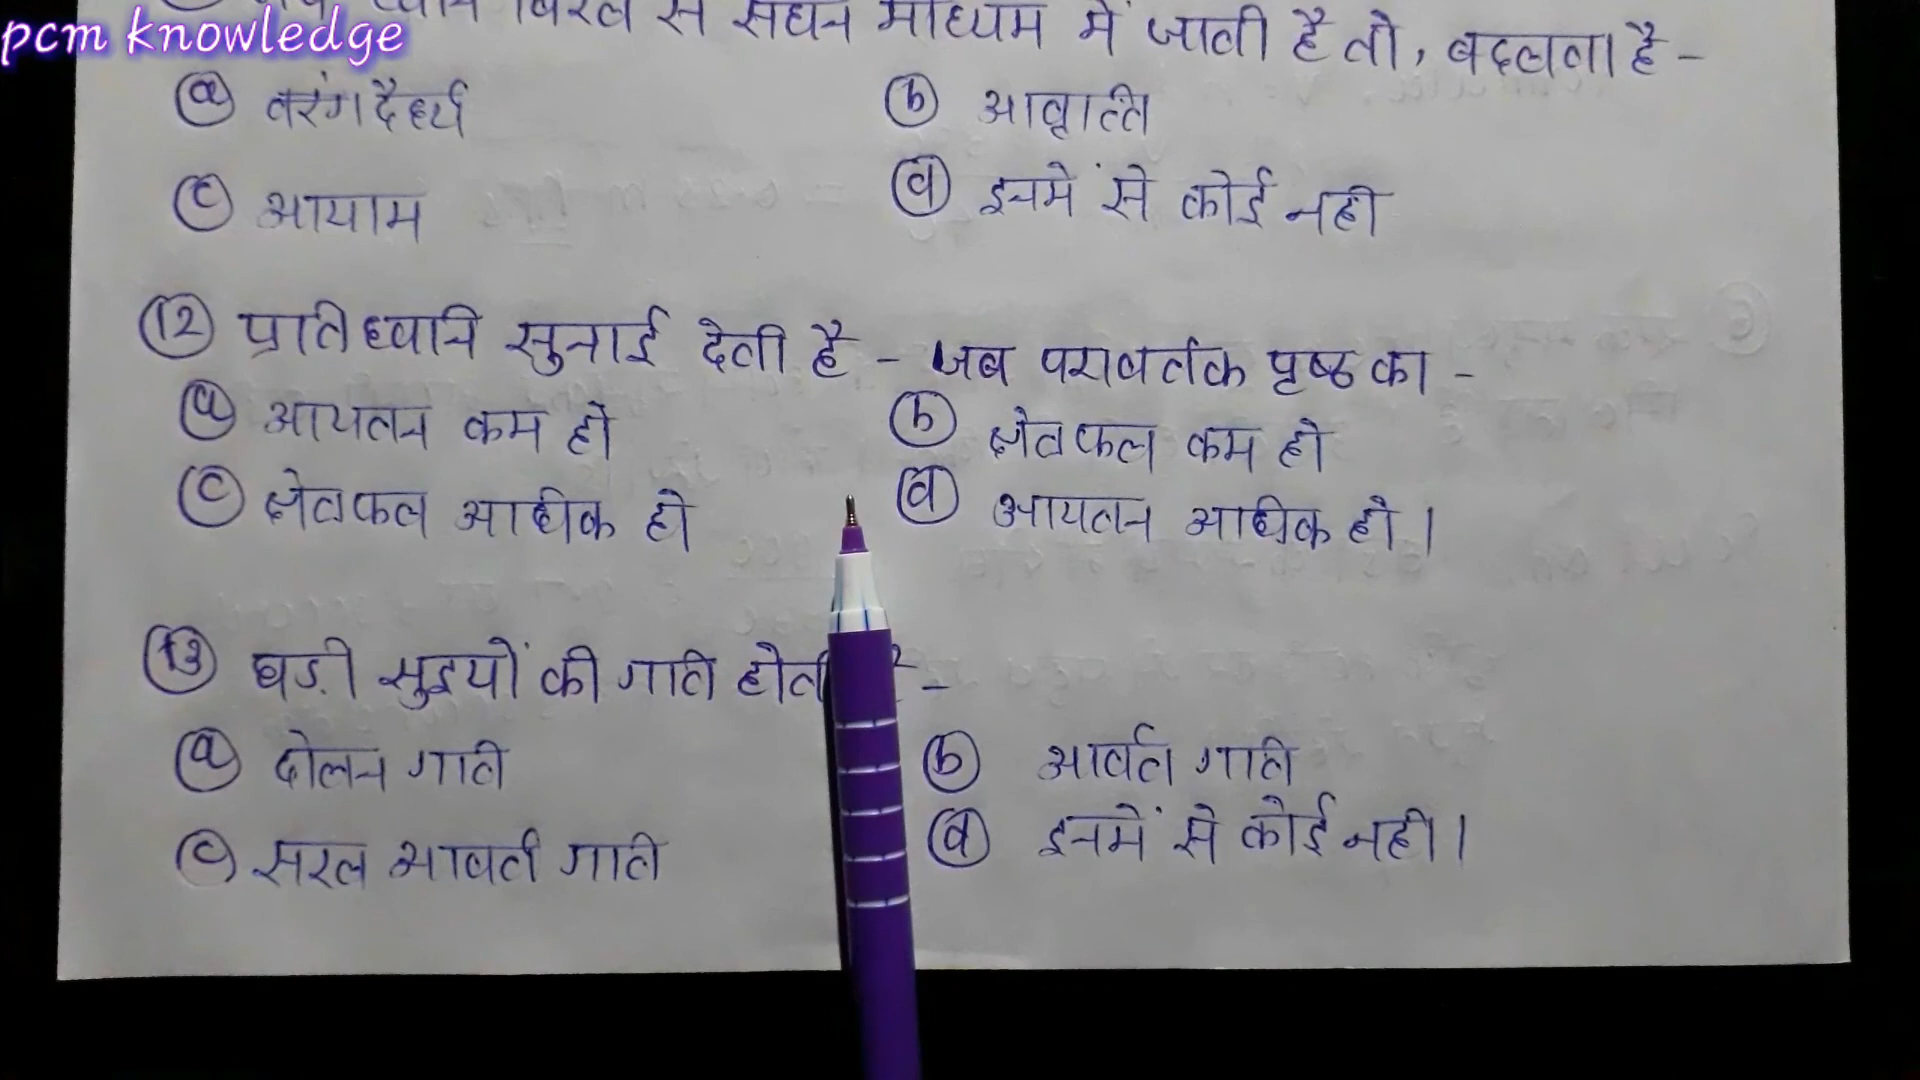 pcm knowledge
विरल से सघन माध्यम में जाती है तो, बदलता है -
(a) तरंगदैर्ध्य (b) आवृत्ति
(c) आयाम (d) इनमें से कोई नही
(12) प्रतिध्वनि सुनाई देती है - जब परावर्तक पृष्ठ का -
(a) आयतन कम हो (b) क्षेत्रफल कम हो
(c) क्षेत्रफल अधिक हो (d) आयतन अधिक हो।
(13) घड़ी सुइयों की गति होती -
(a) दोलन गति (b) आवर्त गति
(c) सरल आवर्त गति (d) इनमें से कोई नही।